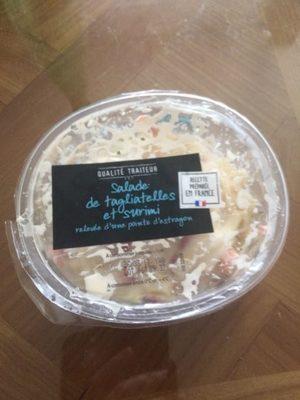 QUALITÉ TRAITEUR
Salade
de tagliatelles
et surimi
relevée d'une pointe d'estragon
RECETTE
PRÉPARÉE
EN FRANCE